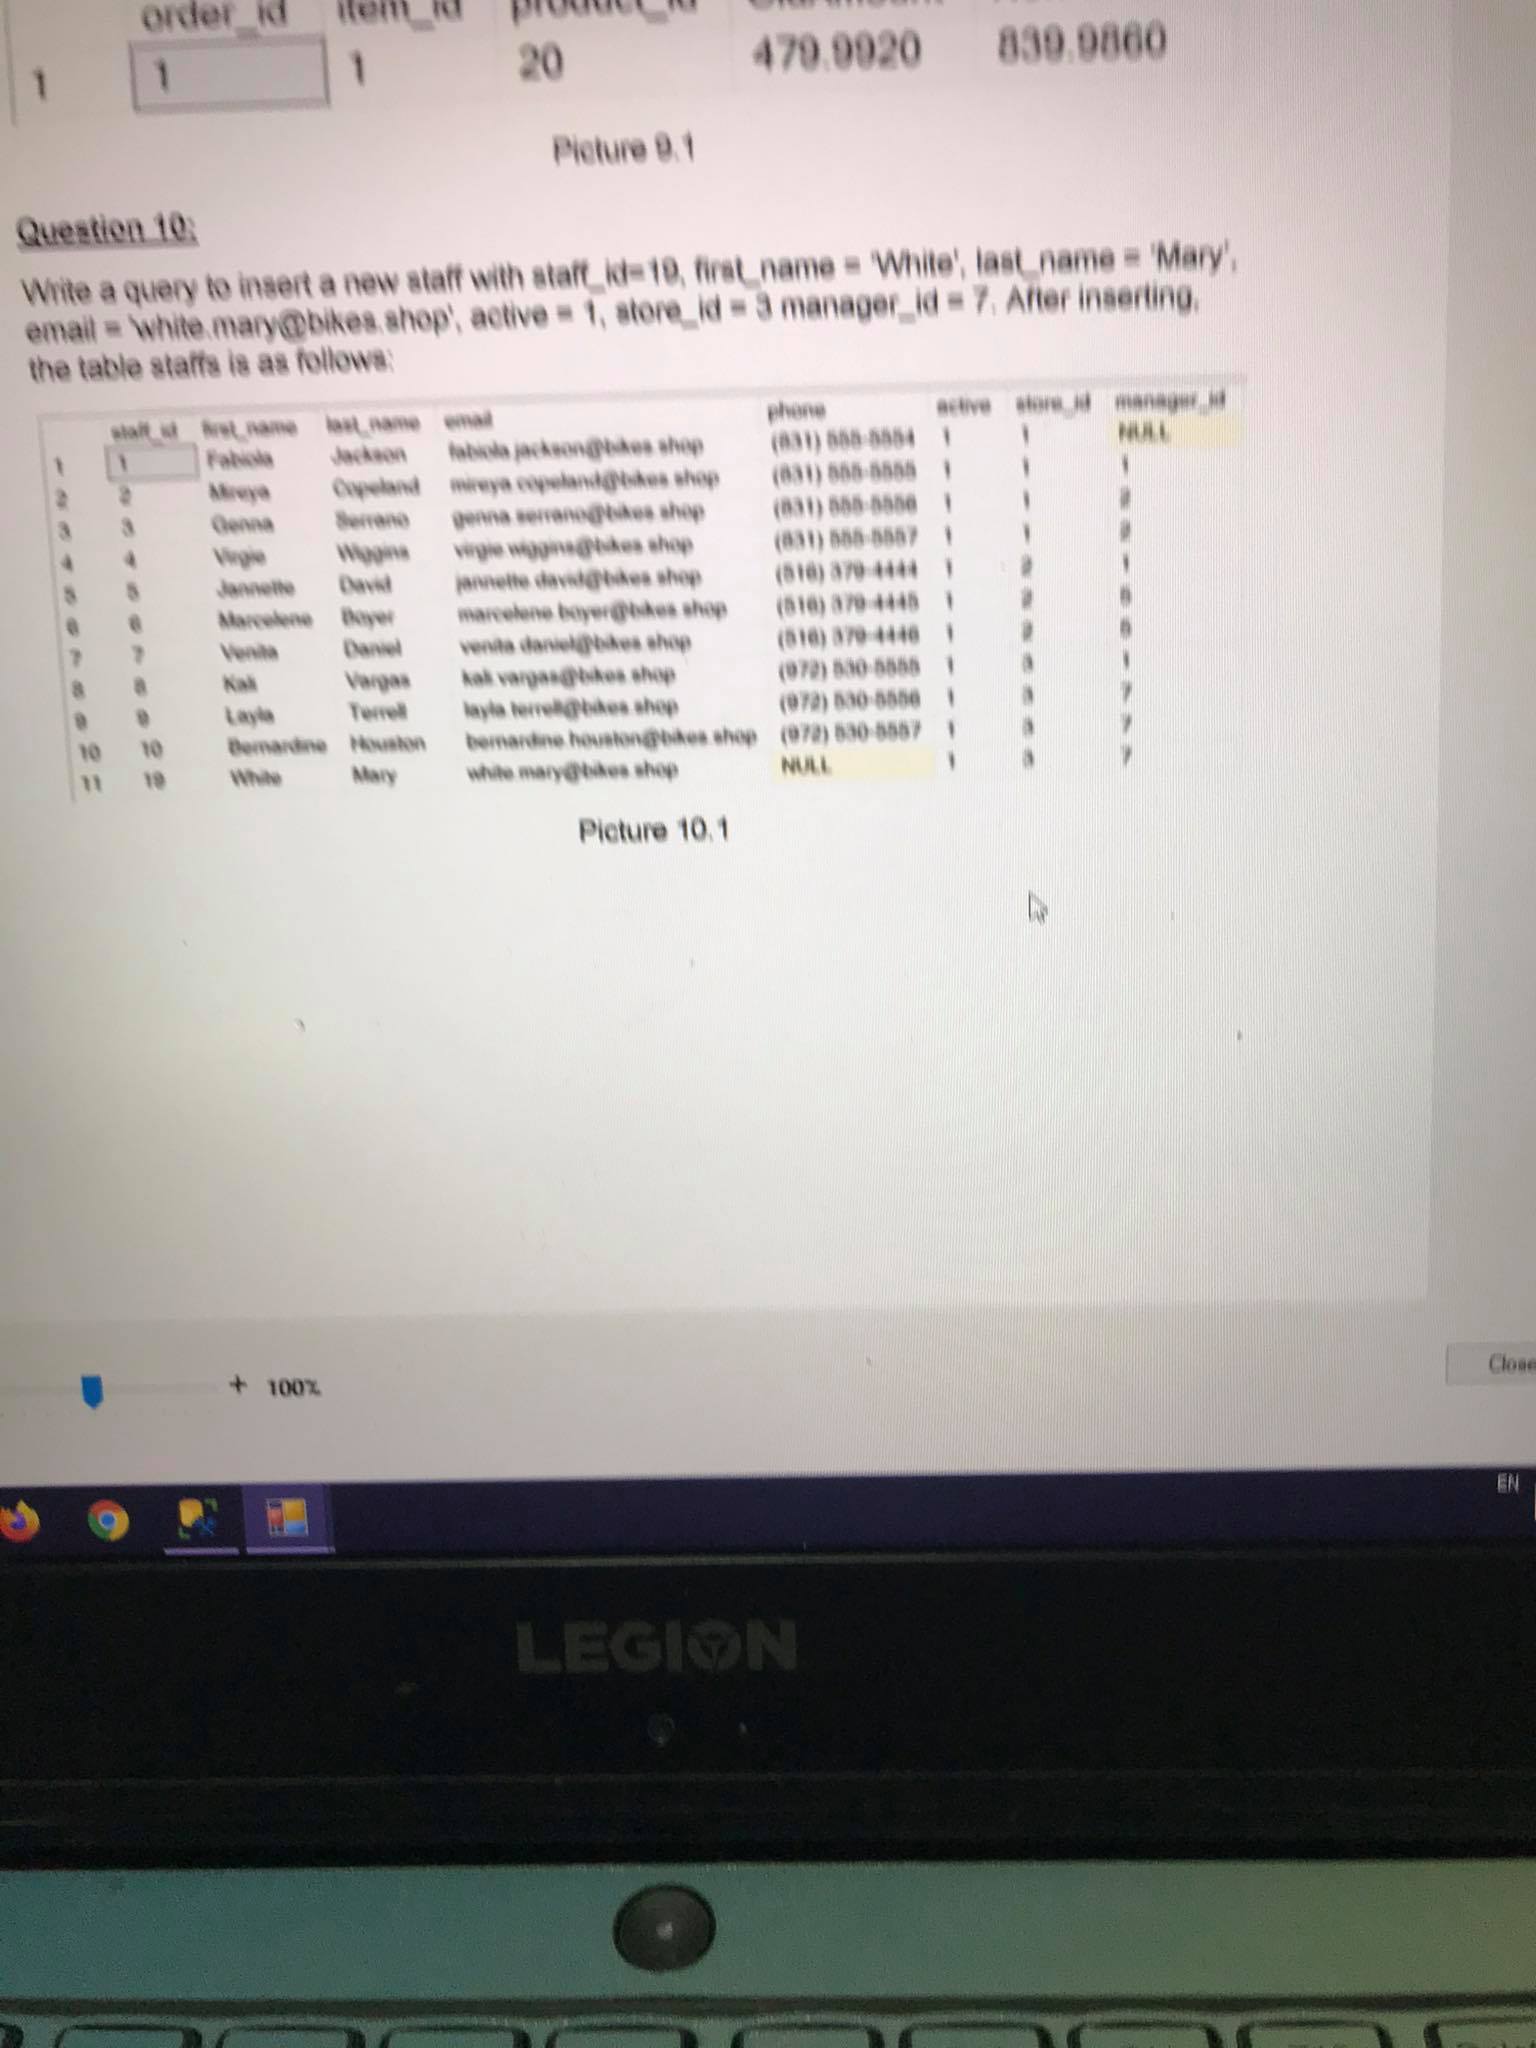 order_id item_id product_id
1 1 1 20 479.9920 839.9860
Picture 9.1
Question 10:
Write a query to insert a new staff with staff_id=19, first_name = 'White', last_name = 'Mary',
email = 'white.mary@bikes.shop', active = 1, store_id = 3 manager_id = 7. After inserting,
the table staffs is as follows:
staff_id first_name last_name email phone active store_id manager_id
1 1 Fabiola Jackson fabiola.jackson@bikes.shop (831) 555-5554 1 1 NULL
2 2 Mireya Copeland mireya.copeland@bikes.shop (831) 555-5555 1 1 1
3 3 Genna Serrano genna.serrano@bikes.shop (831) 555-5556 1 1 2
4 4 Virgie Wiggins virgie.wiggins@bikes.shop (831) 555-5557 1 1 2
5 5 Jannette David jannette.david@bikes.shop (516) 379-4444 1 2 1
6 6 Marcelene Boyer marcelene.boyer@bikes.shop (516) 379-4445 1 2 5
7 7 Venita Daniel venita.daniel@bikes.shop (516) 379-4446 1 2 5
8 8 Kali Vargas kali.vargas@bikes.shop (972) 530-5555 1 3 1
9 9 Layla Terrell layla.terrell@bikes.shop (972) 530-5556 1 3 7
10 10 Bernardine Houston bernardine.houston@bikes.shop (972) 530-5557 1 3 7
11 19 White Mary white.mary@bikes.shop NULL 1 3 7
Picture 10.1
Close
+ 100%
EN
LEGION